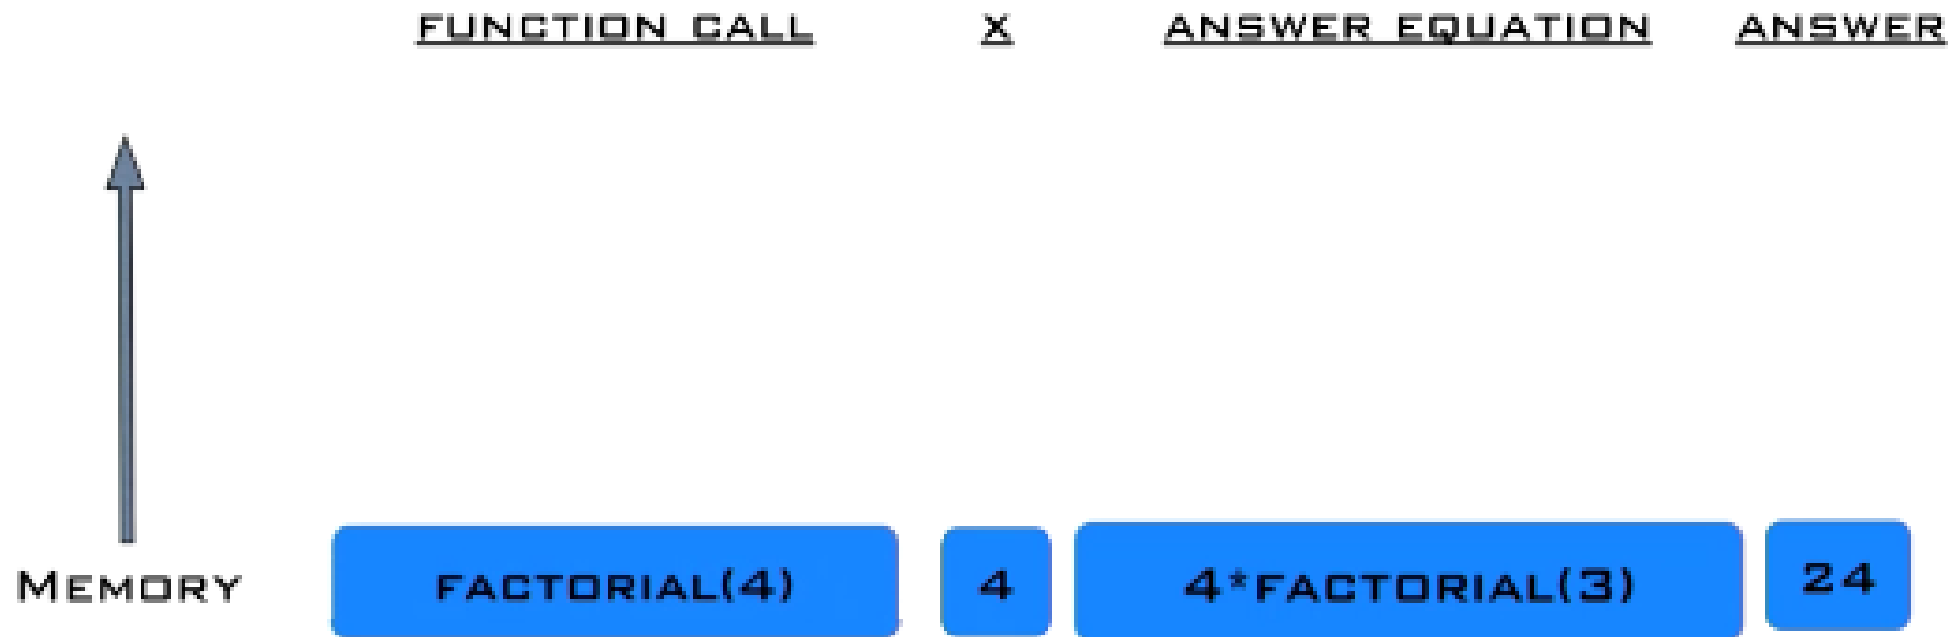 FUNCTION CALL X ANSWER EQUATION ANSWER
MEMORY FACTORIAL(4) 4 4*FACTORIAL(3) 24